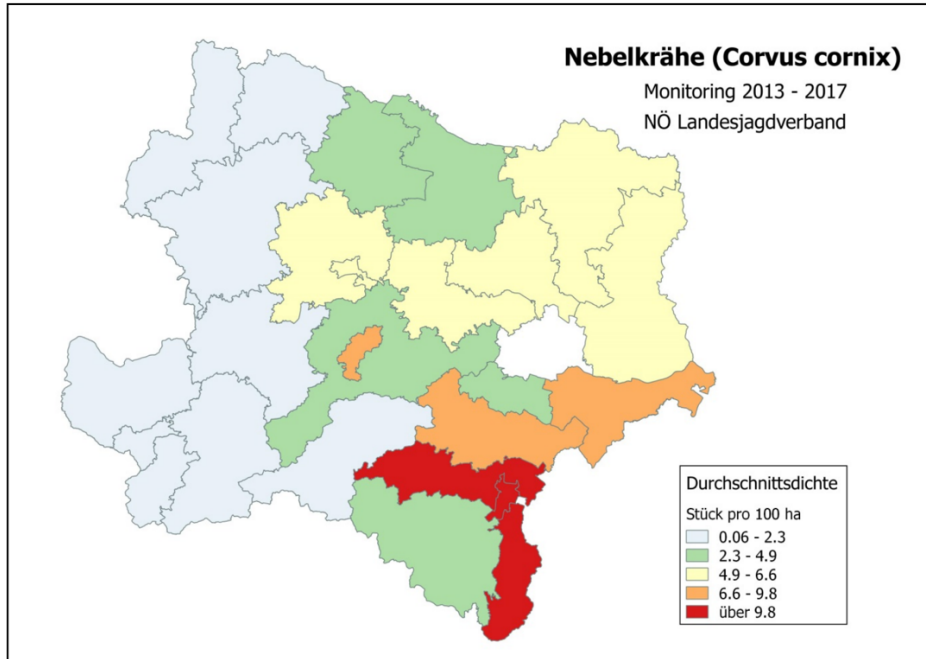 Nebelkrähe (Corvus cornix)
Monitoring 2013 - 2017
NÖ Landesjagdverband
Durchschnittsdichte
Stück pro 100 ha
0.06 - 2.3
2.3 - 4.9
4.9 - 6.6
6.6 - 9.8
über 9.8